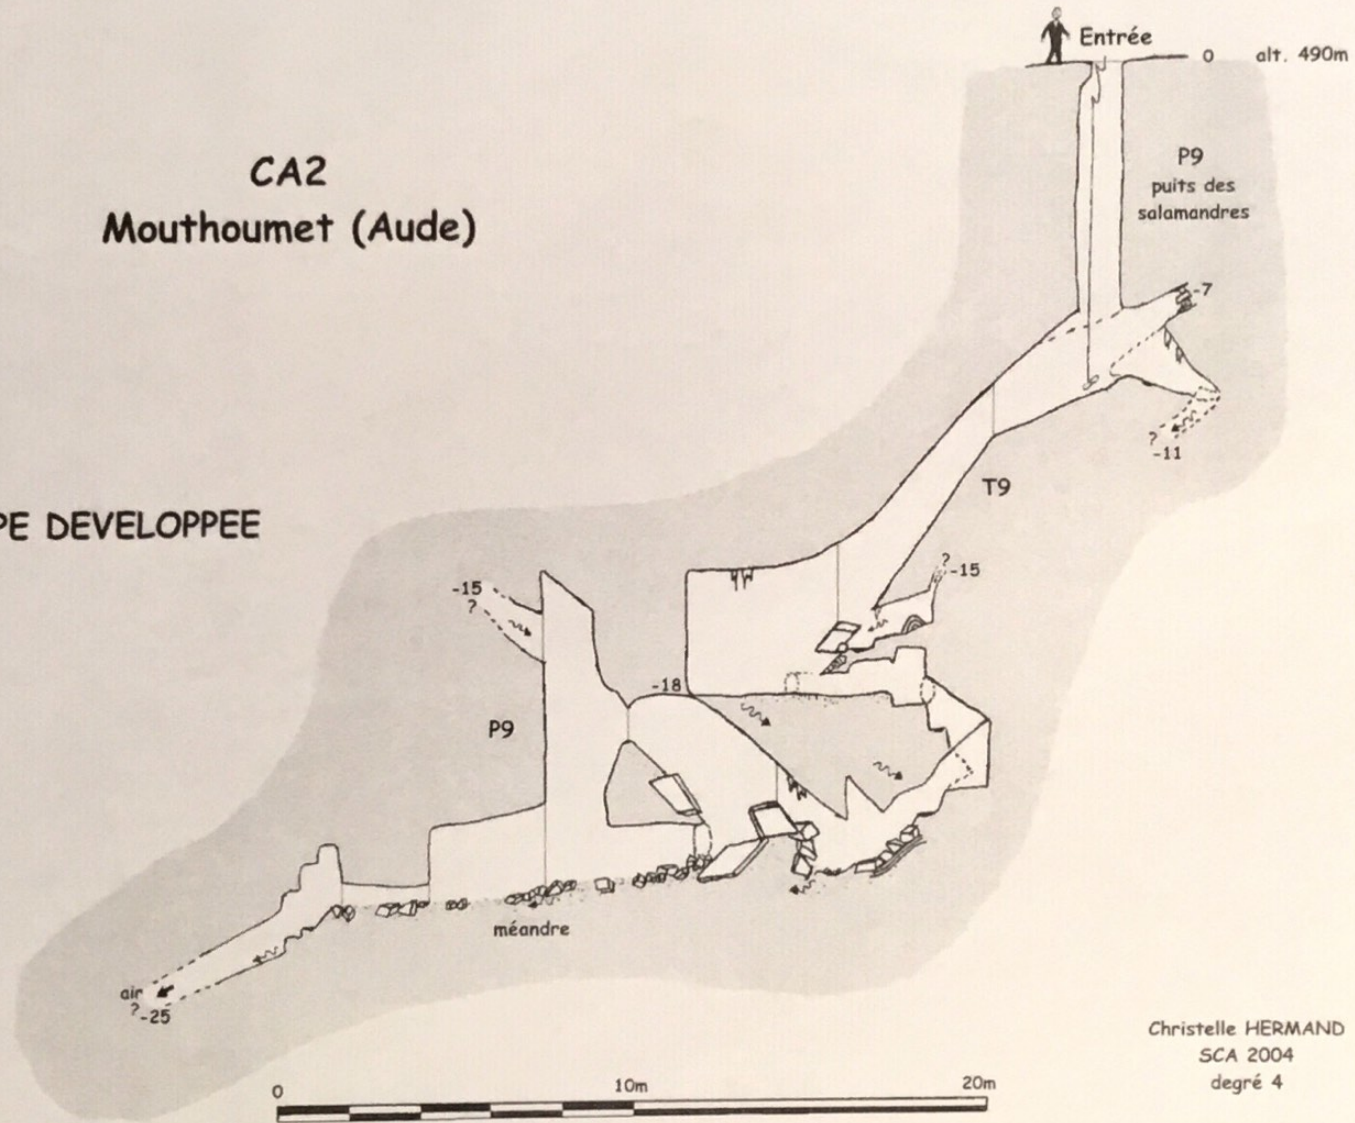 Entrée
0 alt. 490m
CA2
Mouthoumet (Aude)
P9
puits des
salamandres
-7
?
-11
T9
PE DEVELOPPEE
?
-15
-15
?
-18
P9
méandre
air
?
-25
Christelle HERMAND
SCA 2004
degré 4
0 10m 20m